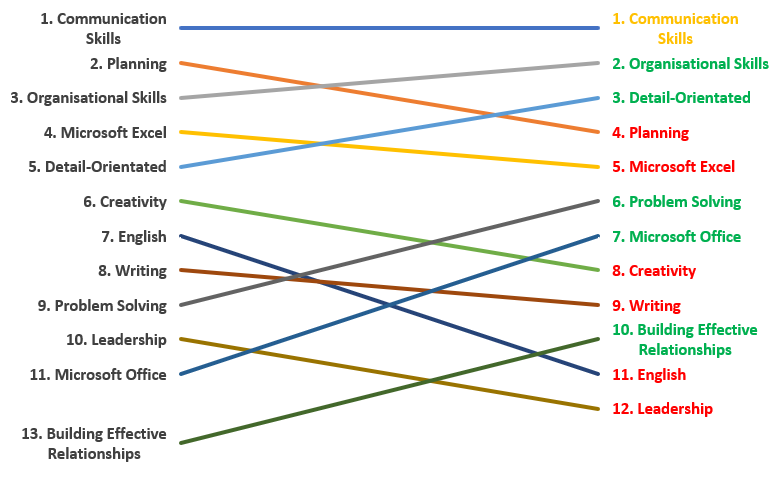 1. Communication
Skills
2. Planning
3. Organisational Skills
4. Microsoft Excel
5. Detail-Orientated
6. Creativity
7. English
8. Writing
9. Problem Solving
10. Leadership
11. Microsoft Office
13. Building Effective
Relationships
1. Communication
Skills
2. Organisational Skills
3. Detail-Orientated
4. Planning
5. Microsoft Excel
6. Problem Solving
7. Microsoft Office
8. Creativity
9. Writing
10. Building Effective
Relationships
11. English
12. Leadership